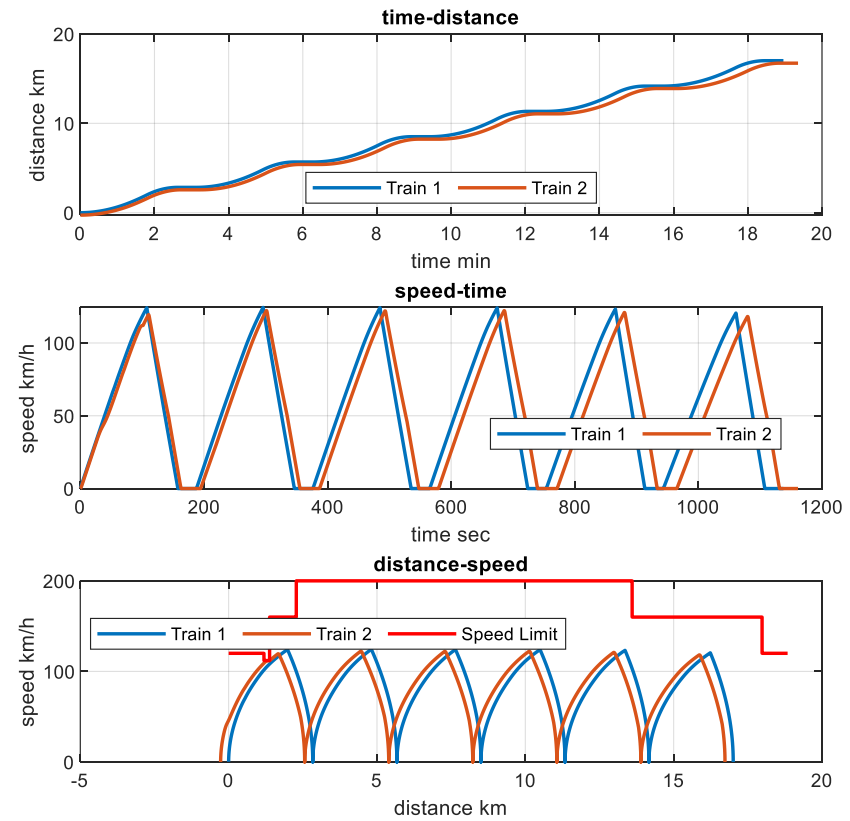 time-distance
20
10
0
distance km
Train 1 Train 2
0 2 4 6 8 10 12 14 16 18 20
time min
speed-time
100
50
0
speed km/h
Train 1 Train 2
0 200 400 600 800 1000 1200
time sec
distance-speed
200
100
0
speed km/h
Train 1 Train 2 Speed Limit
-5 0 5 10 15 20
distance km